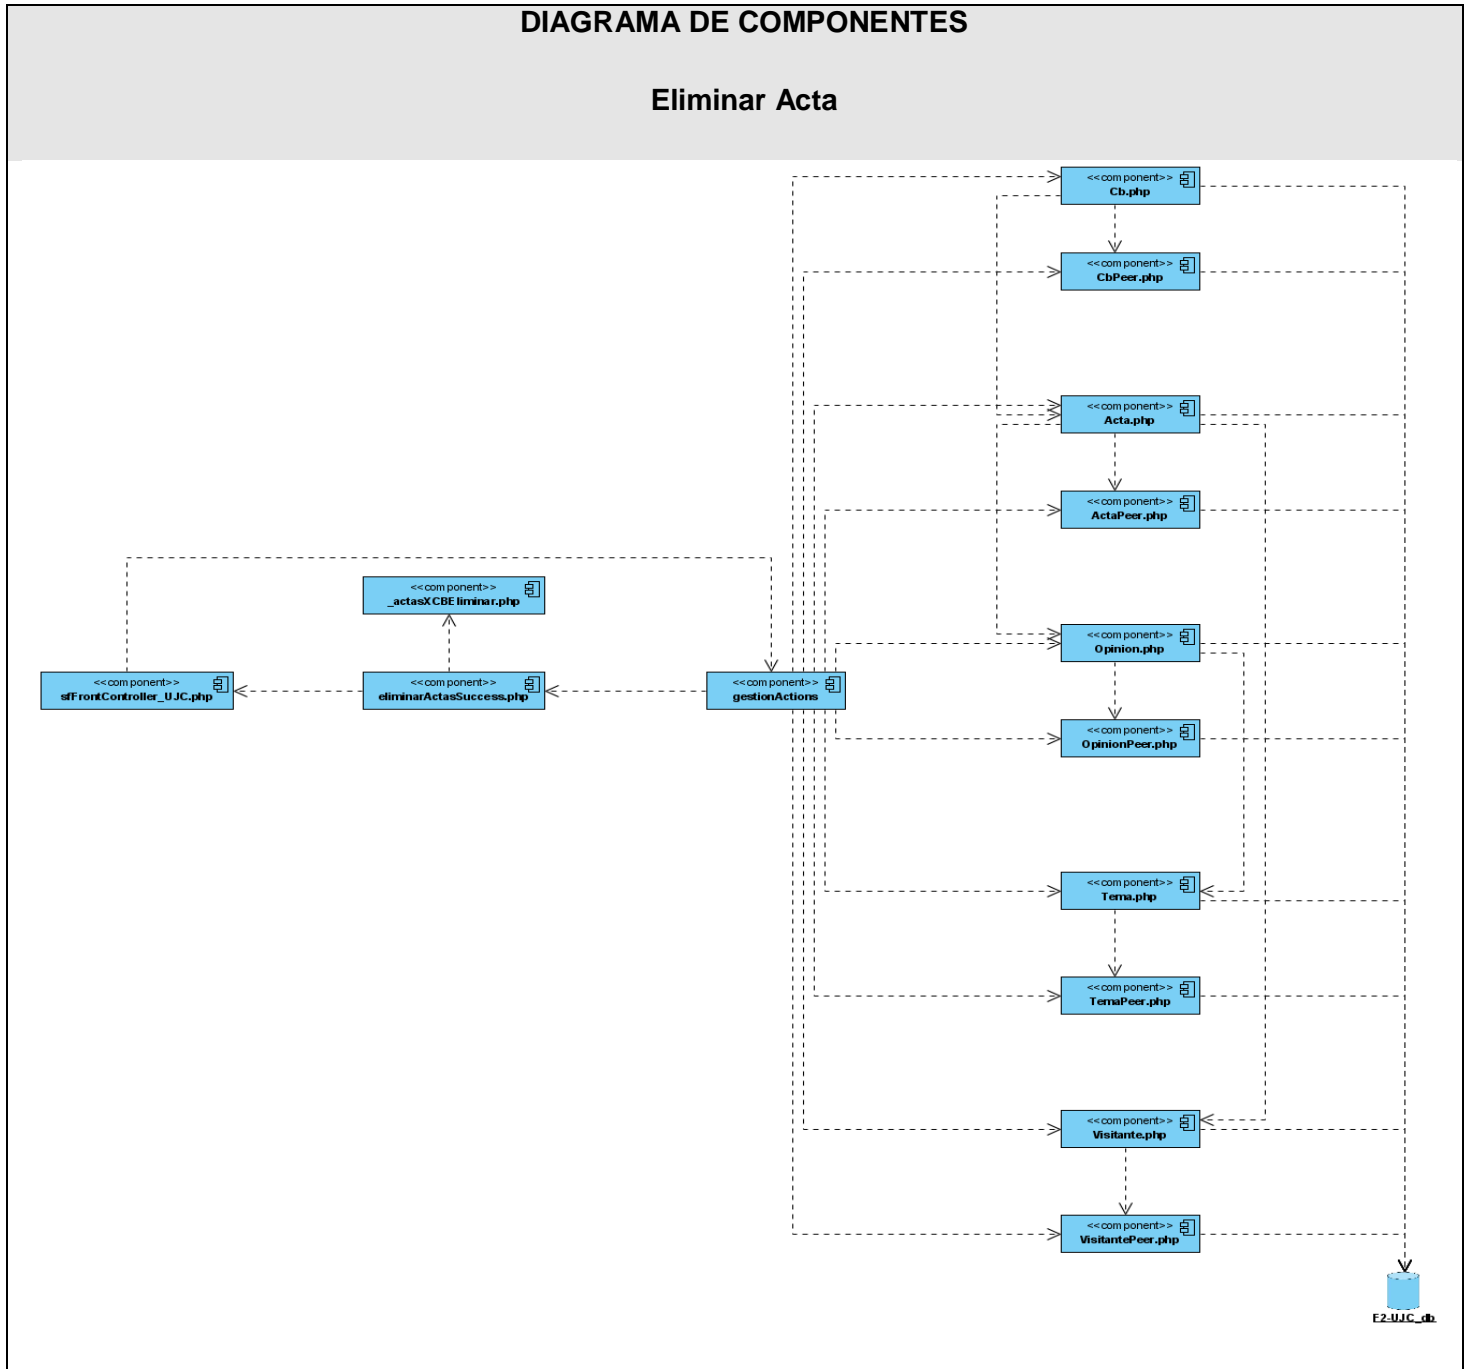 DIAGRAMA DE COMPONENTES
Eliminar Acta
<<component>>
Cb.php
<<component>>
CbPeer.php
<<component>>
Acta.php
<<component>>
ActaPeer.php
<<component>>
_actasXCBEliminar.php
<<component>>
Opinion.php
<<component>>
sfFrontController_UJC.php
<<component>>
eliminarActasSuccess.php
<<component>>
gestionActions
<<component>>
OpinionPeer.php
<<component>>
Tema.php
<<component>>
TemaPeer.php
<<component>>
Visitante.php
<<component>>
VisitantePeer.php
F2-UJC_db